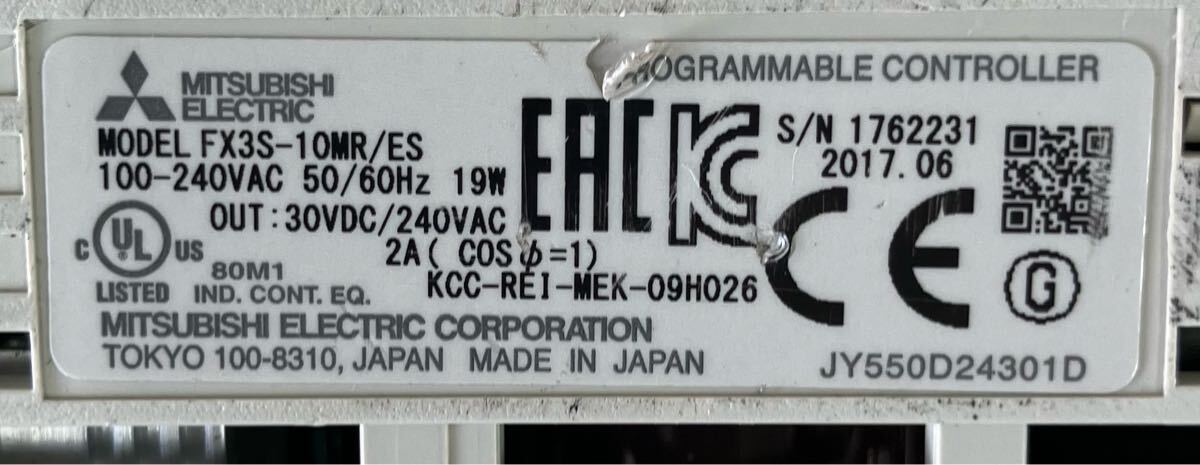 MITSUBISHI
ELECTRIC
OGRAMMABLE CONTROLLER
MODEL FX3S-10MR/ES
100-240VAC 50/60Hz 19W
OUT:30VDC/240VAC
2A( COSφ=1)
EAC
KC
S/N 1762231
2017.06
C UL US
LISTED
80M1
IND. CONT. EQ.
KCC-REI-MEK-09H026
CE
G
MITSUBISHI ELECTRIC CORPORATION
TOKYO 100-8310, JAPAN MADE IN JAPAN
JY550D24301D